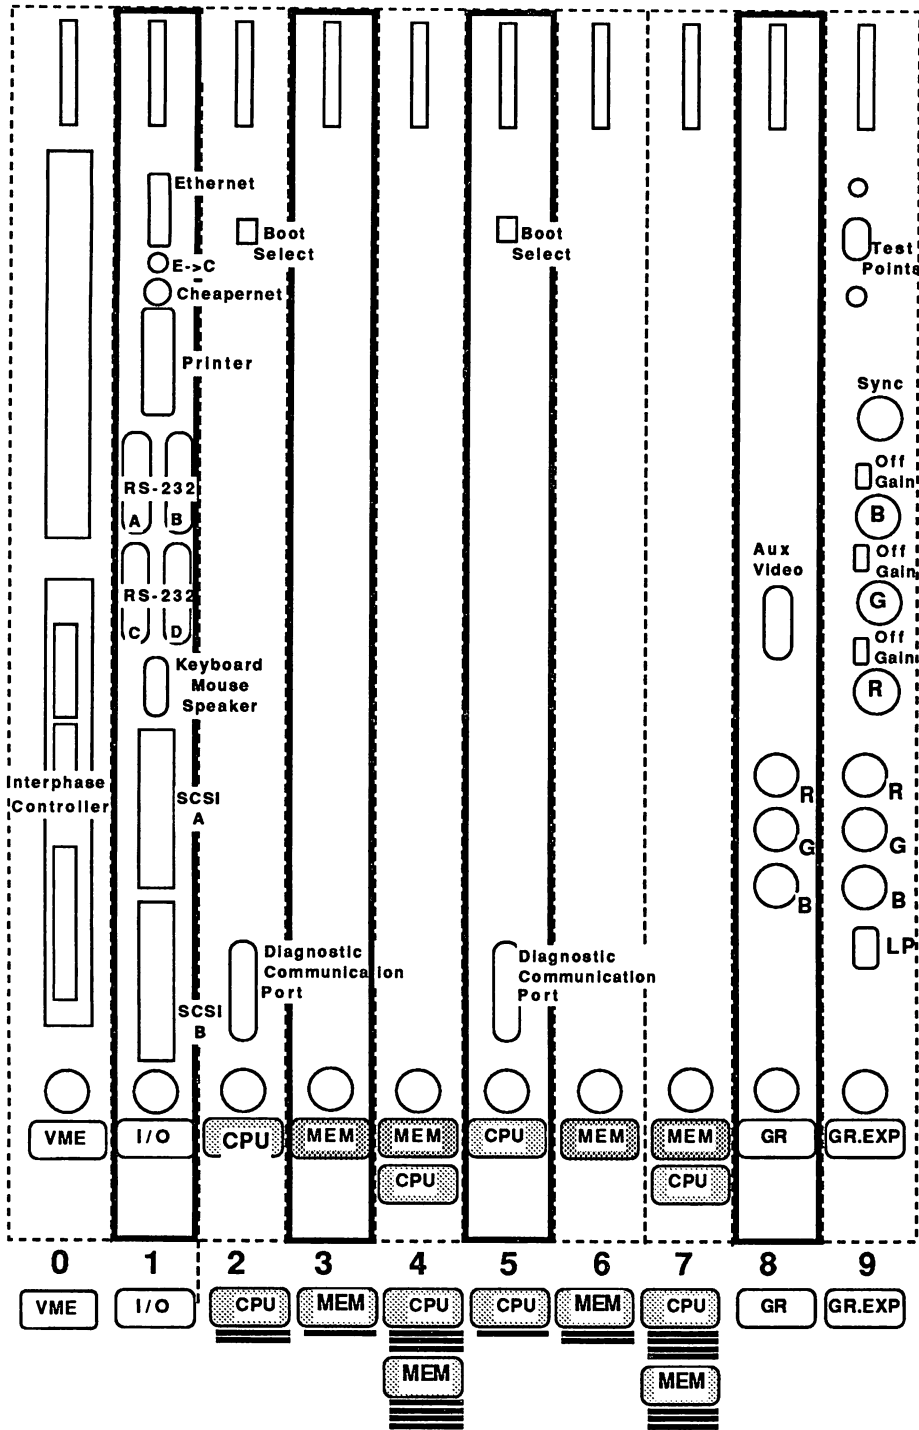 Ethernet
E->C
Cheapernet
Printer
RS-232
A B
RS-232
C D
Keyboard
Mouse
Speaker
Interphase
Controller
SCSI
A
SCSI
B
Boot
Select
Diagnostic
Communication
Port
Boot
Select
Diagnostic
Communication
Port
Aux
Video
R
G
B
Test
Points
Sync
Off
Gain
B
Off
Gain
G
Off
Gain
R
R
G
B
LP
VME I/O CPU MEM MEM CPU MEM MEM GR GR.EXP
CPU CPU
0 1 2 3 4 5 6 7 8 9
VME I/O CPU MEM CPU CPU MEM CPU GR GR.EXP
MEM MEM